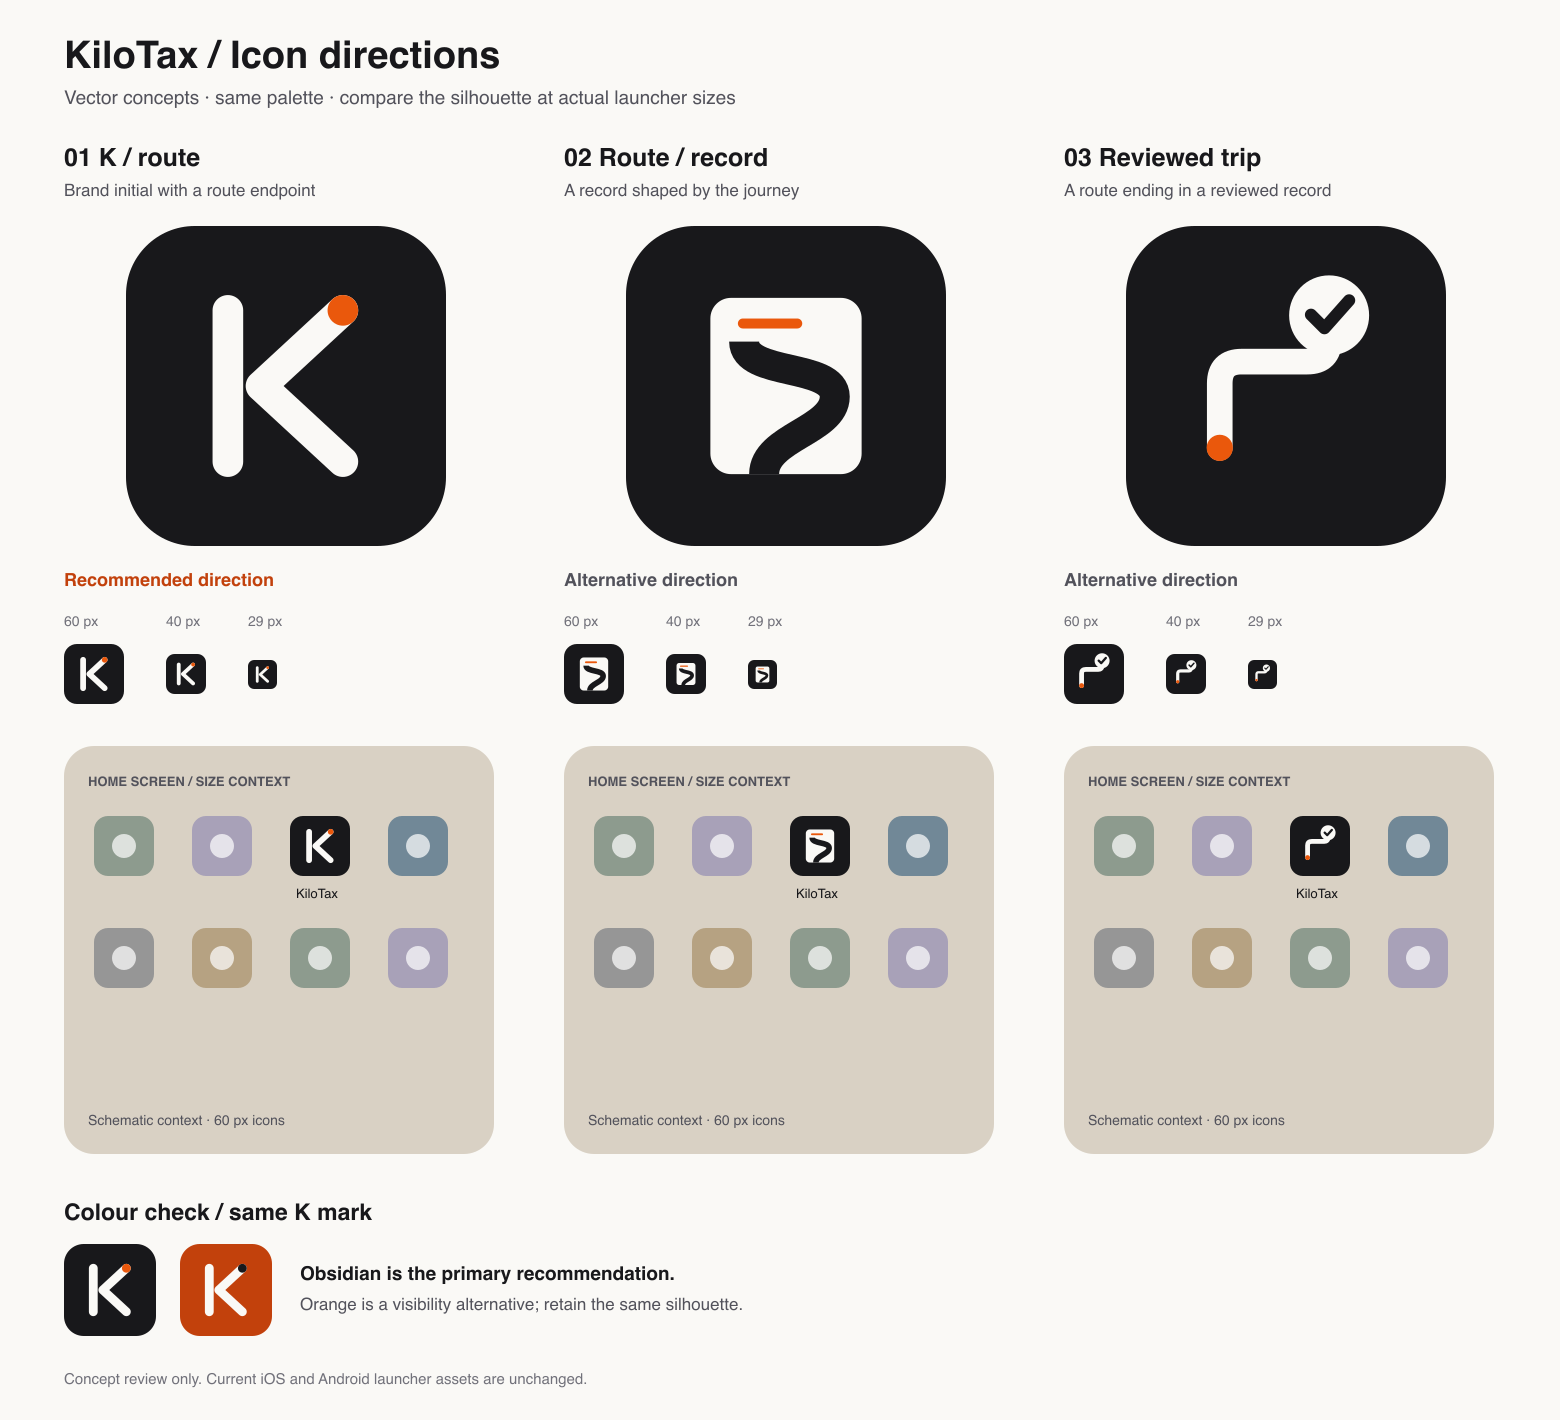 KiloTax / Icon directions
Vector concepts · same palette · compare the silhouette at actual launcher sizes
01 K / route
Brand initial with a route endpoint
K
Recommended direction
60 px 40 px 29 px
K K K
HOME SCREEN / SIZE CONTEXT
K
KiloTax
Schematic context · 60 px icons
02 Route / record
A record shaped by the journey
Alternative direction
60 px 40 px 29 px
HOME SCREEN / SIZE CONTEXT
KiloTax
Schematic context · 60 px icons
03 Reviewed trip
A route ending in a reviewed record
Alternative direction
60 px 40 px 29 px
HOME SCREEN / SIZE CONTEXT
KiloTax
Schematic context · 60 px icons
Colour check / same K mark
K K
Obsidian is the primary recommendation.
Orange is a visibility alternative; retain the same silhouette.
Concept review only. Current iOS and Android launcher assets are unchanged.